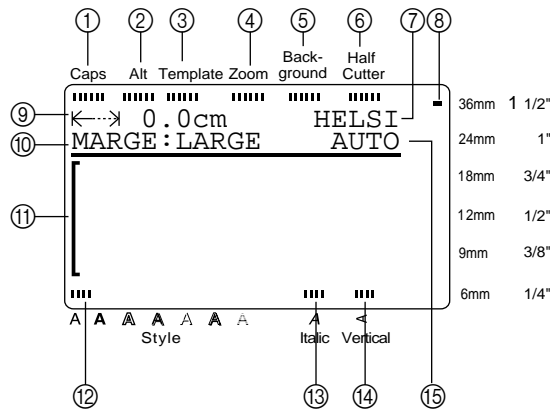 ① ② ③ ④ ⑤ ⑥ ⑦ ⑧
Caps Alt Template Zoom Back-ground Half Cutter
⑨ 0.0cm HELSI
⑩ MARGE:LARGE AUTO
⑪
36mm 1 1/2"
24mm 1"
18mm 3/4"
12mm 1/2"
9mm 3/8"
6mm 1/4"
A A A A A A A A A
Style Italic Vertical
⑫ ⑬ ⑭ ⑮